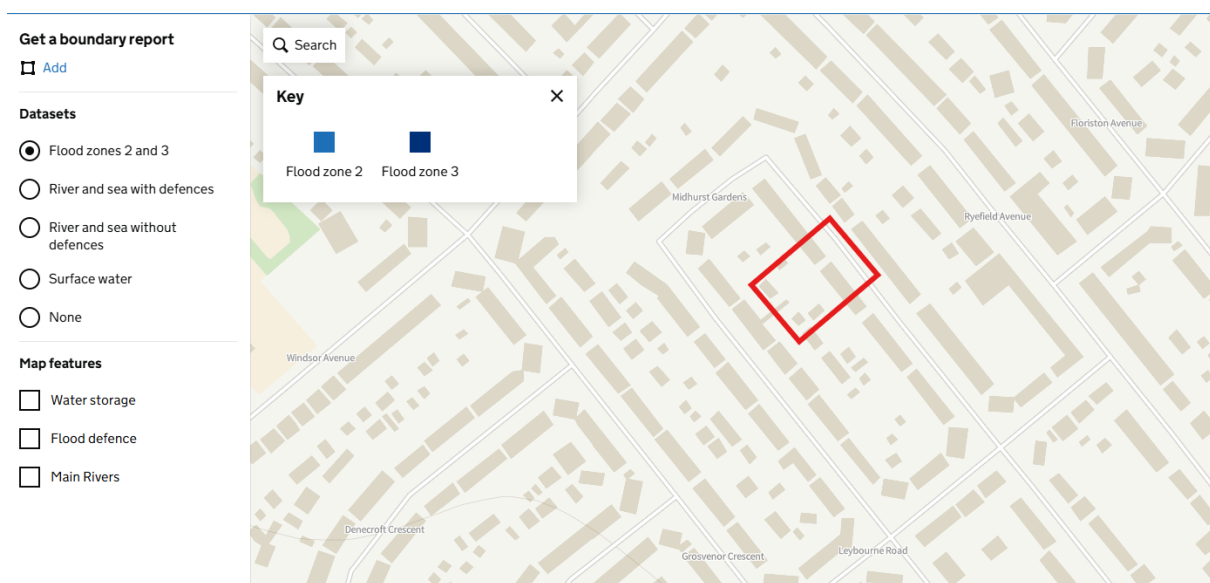 Get a boundary report
Add
Datasets
Flood zones 2 and 3
River and sea with defences
River and sea without
defences
Surface water
None
Map features
Water storage
Flood defence
Main Rivers
Search
Key
Flood zone 2
Flood zone 3
Floriston Avenue
Midhurst Gardens
Ryefield Avenue
Windsor Avenue
Denecroft Crescent
Grosvenor Crescent
Leybourne Road